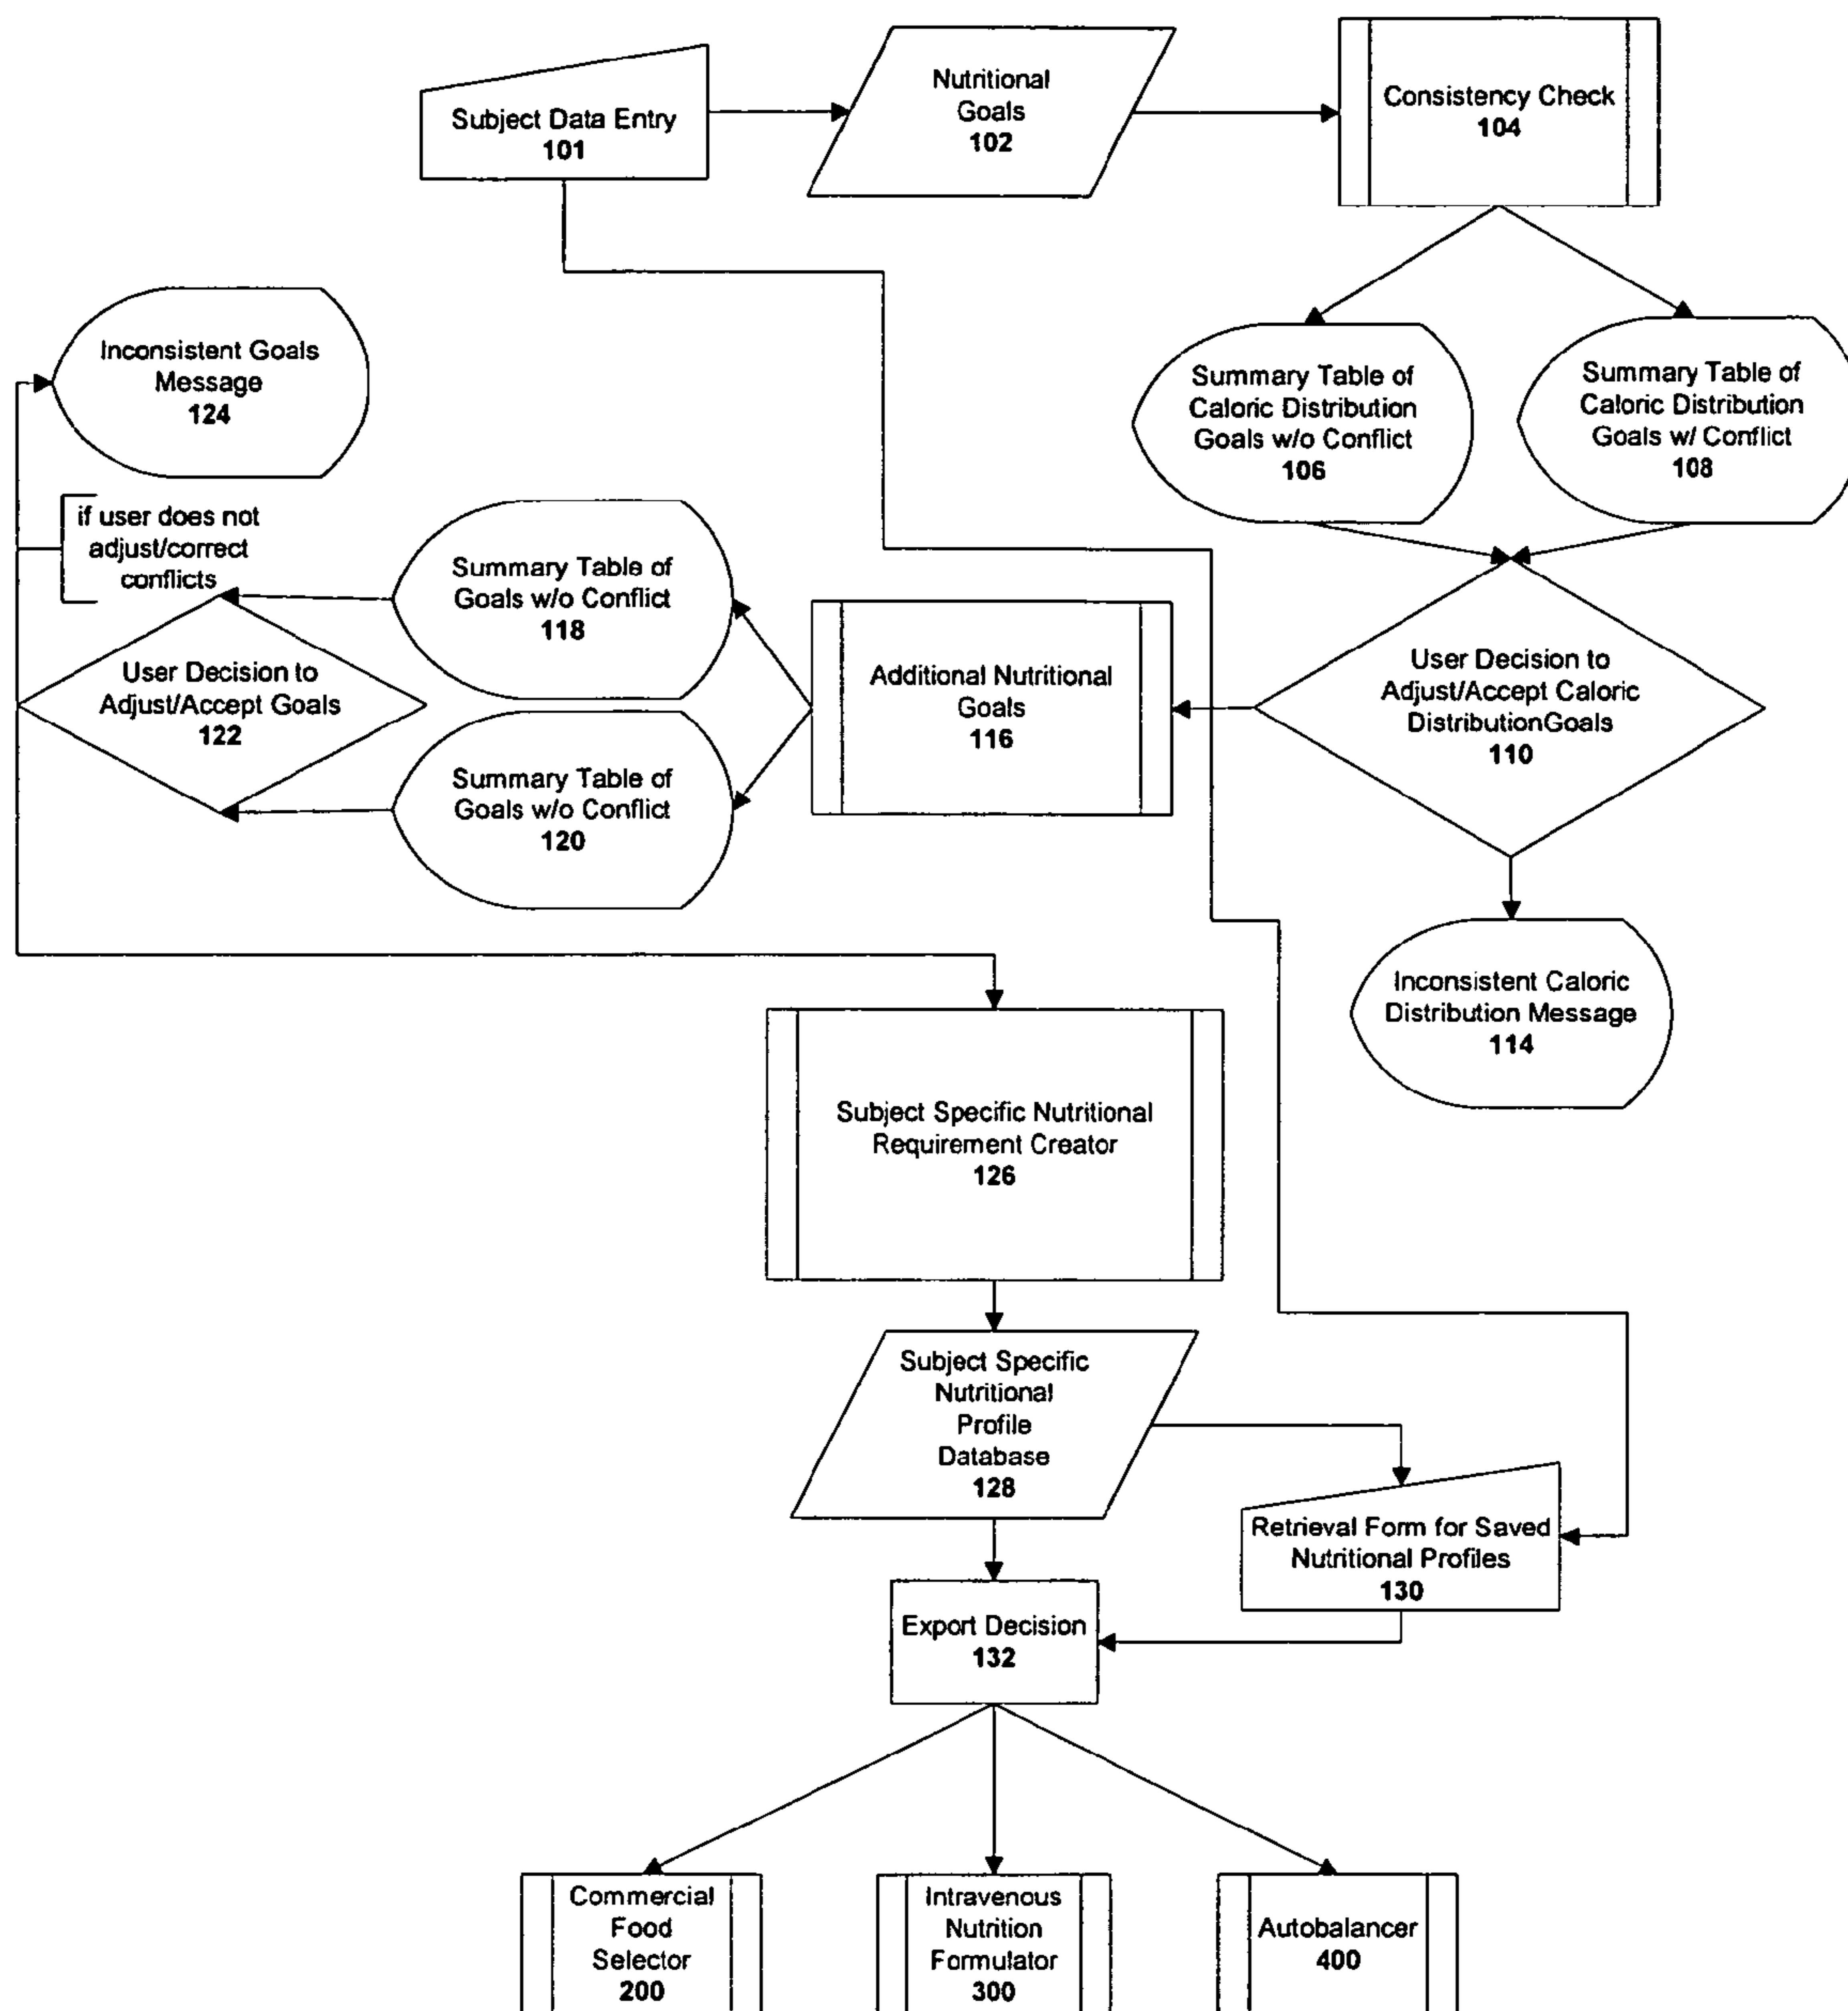 Subject Data Entry
101
Nutritional
Goals
102
Consistency Check
104
Summary Table of
Caloric Distribution
Goals w/o Conflict
106
Summary Table of
Caloric Distribution
Goals w/ Conflict
108
Inconsistent Goals
Message
124
if user does not
adjust/correct
conflicts
Summary Table of
Goals w/o Conflict
118
User Decision to
Adjust/Accept Goals
122
Summary Table of
Goals w/o Conflict
120
Additional Nutritional
Goals
116
User Decision to
Adjust/Accept Caloric
DistributionGoals
110
Inconsistent Caloric
Distribution Message
114
Subject Specific Nutritional
Requirement Creator
126
Subject Specific
Nutritional
Profile
Database
128
Retrieval Form for Saved
Nutritional Profiles
130
Export Decision
132
Commercial
Food
Selector
200
Intravenous
Nutrition
Formulator
300
Autobalancer
400